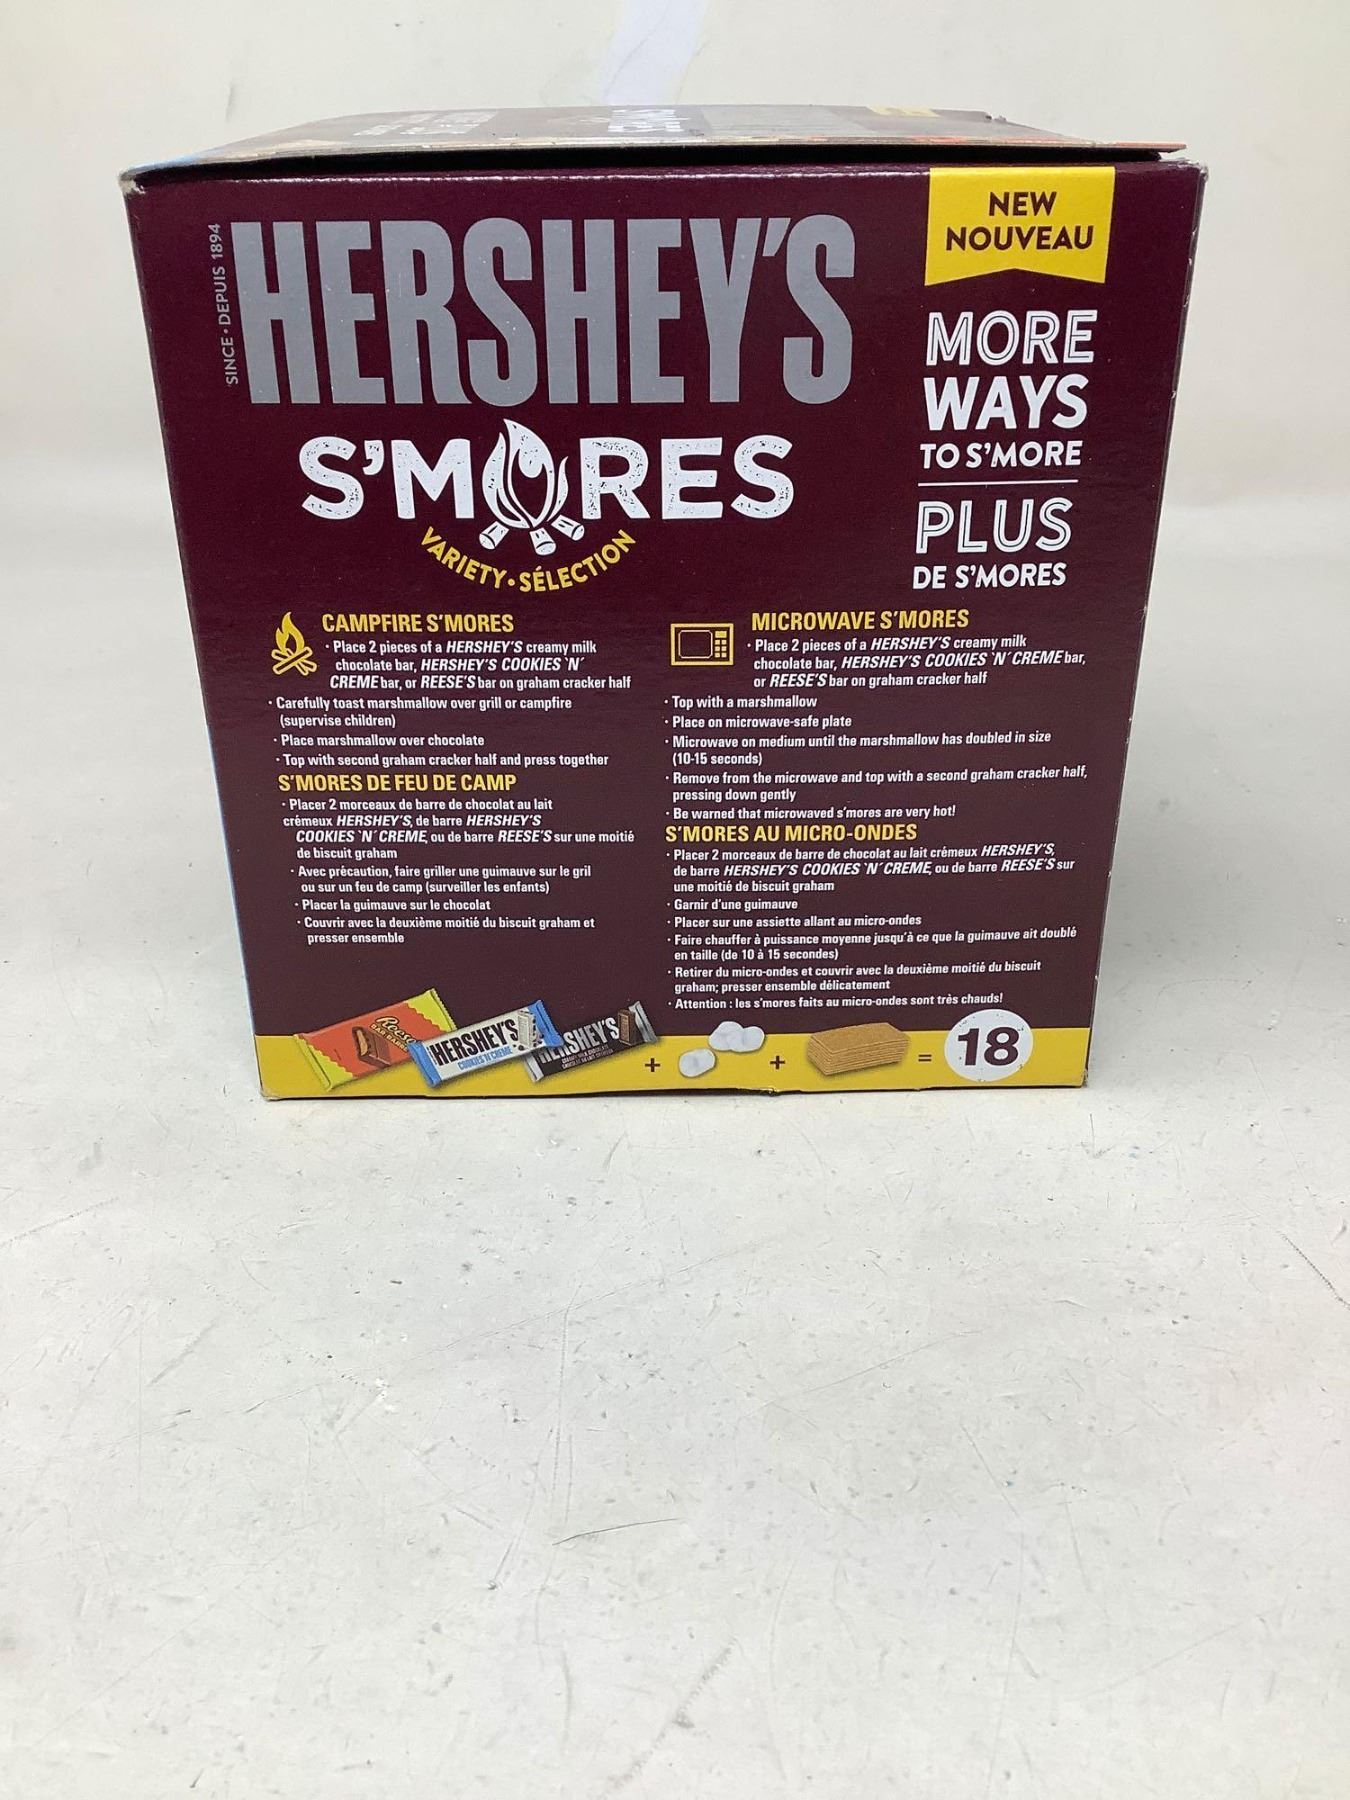 SINCE • DEPUIS 1894
HERSHEY'S
S'MORES
VARIETY • SÉLECTION
NEW
NOUVEAU
MORE
WAYS
TO S'MORE
PLUS
DE S'MORES
CAMPFIRE S'MORES
· Place 2 pieces of a HERSHEY'S creamy milk
chocolate bar, HERSHEY'S COOKIES 'N'
CREME bar, or REESE'S bar on graham cracker half
· Carefully toast marshmallow over grill or campfire
(supervise children)
· Place marshmallow over chocolate
· Top with second graham cracker half and press together
S'MORES DE FEU DE CAMP
· Placer 2 morceaux de barre de chocolat au lait
crémeux HERSHEY'S, de barre HERSHEY'S
COOKIES 'N' CREME, ou de barre REESE'S sur une moitié
de biscuit graham
· Avec précaution, faire griller une guimauve sur le gril
ou sur un feu de camp (surveiller les enfants)
· Placer la guimauve sur le chocolat
· Couvrir avec la deuxième moitié du biscuit graham et
presser ensemble
MICROWAVE S'MORES
· Place 2 pieces of a HERSHEY'S creamy milk
chocolate bar, HERSHEY'S COOKIES 'N' CREME bar,
or REESE'S bar on graham cracker half
· Top with a marshmallow
· Place on microwave-safe plate
· Microwave on medium until the marshmallow has doubled in size
(10-15 seconds)
· Remove from the microwave and top with a second graham cracker half,
pressing down gently
· Be warned that microwaved s'mores are very hot!
S'MORES AU MICRO-ONDES
· Placer 2 morceaux de barre de chocolat au lait crémeux HERSHEY'S,
de barre HERSHEY'S COOKIES 'N' CREME, ou de barre REESE'S sur
une moitié de biscuit graham
· Garnir d'une guimauve
· Placer sur une assiette allant au micro-ondes
· Faire chauffer à puissance moyenne jusqu'à ce que la guimauve ait doublé
en taille (de 10 à 15 secondes)
· Retirer du micro-ondes et couvrir avec la deuxième moitié du biscuit
graham; presser ensemble délicatement
· Attention : les s'mores faits au micro-ondes sont très chauds!
Reese
HERSHEY'S
COOKIES 'N' CREME
HERSHEY'S
+ + = 18